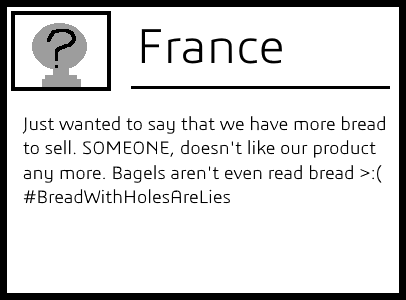 ?
France
Just wanted to say that we have more bread
to sell. SOMEONE, doesn't like our product
any more. Bagels aren't even read bread >:(
#BreadWithHolesAreLies